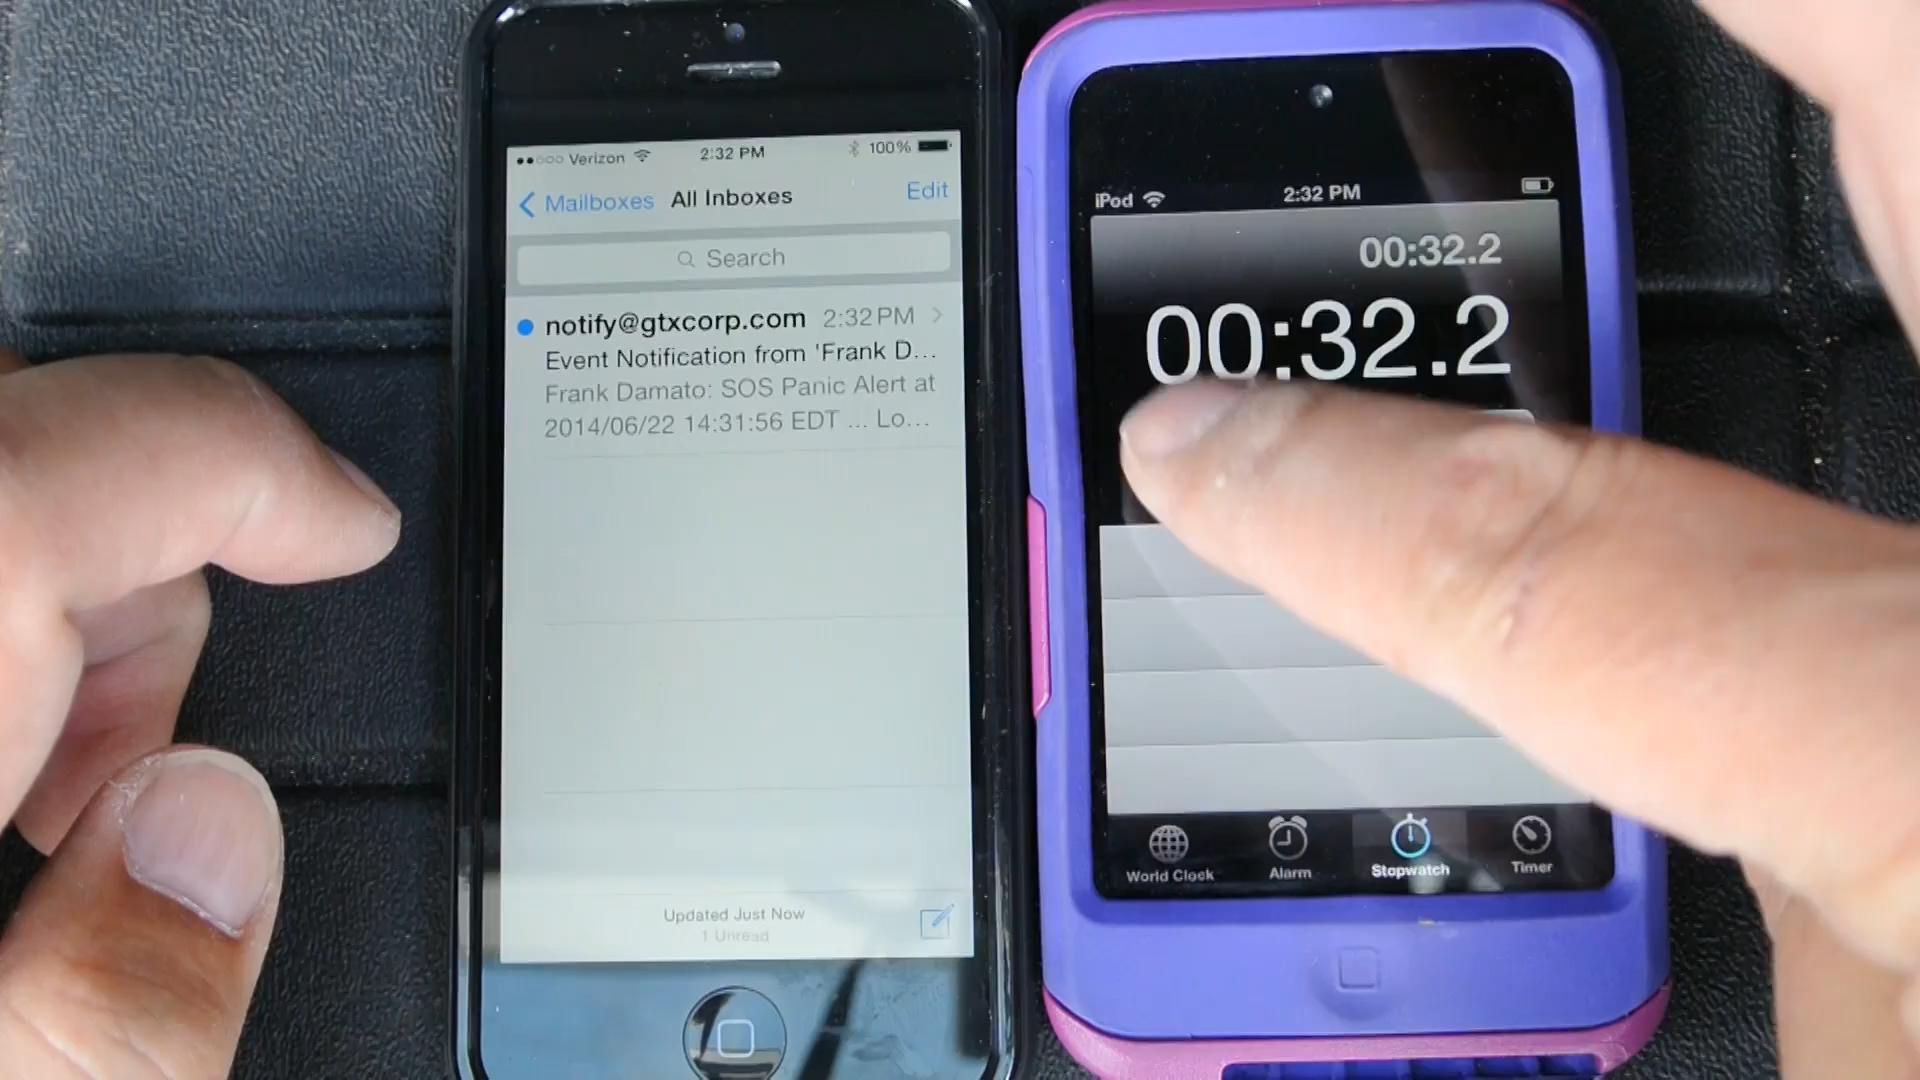 Verizon 2:32 PM 100%
Mailboxes All Inboxes Edit
Search
notify@gtxcorp.com 2:32 PM
Event Notification from 'Frank D...
Frank Damato: SOS Panic Alert at
2014/06/22 14:31:56 EDT ... Lo...
Updated Just Now
1 Unread
iPod 2:32 PM
00:32.2
00:32.2
World Clock Alarm Stopwatch Timer